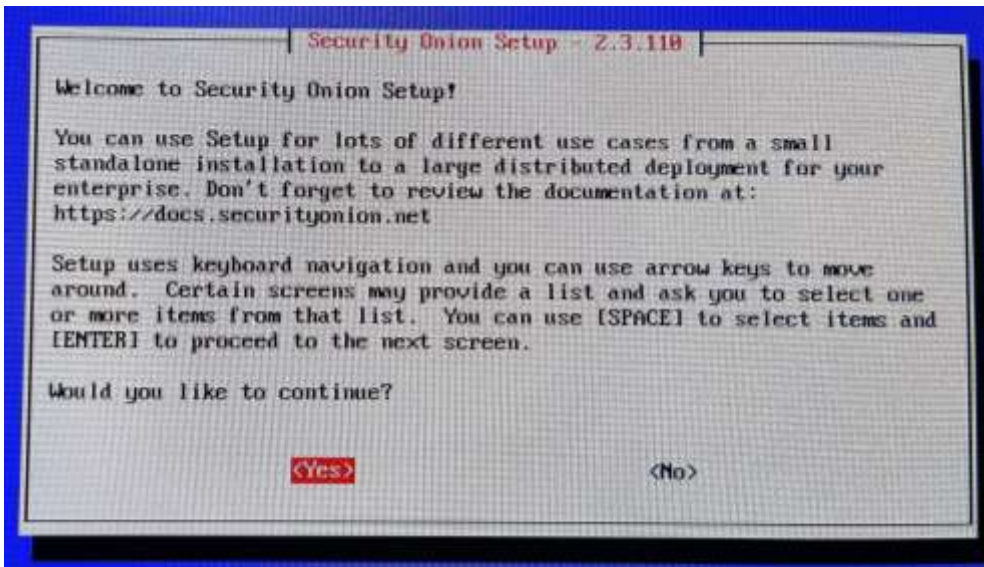 Security Onion Setup - 2.3.110
Welcome to Security Onion Setup!
You can use Setup for lots of different use cases from a small
standalone installation to a large distributed deployment for your
enterprise. Don't forget to review the documentation at:
https://docs.securityonion.net
Setup uses keyboard navigation and you can use arrow keys to move
around.  Certain screens may provide a list and ask you to select one
or more items from that list.  You can use [SPACE] to select items and
[ENTER] to proceed to the next screen.
Would you like to continue?
<Yes> <No>